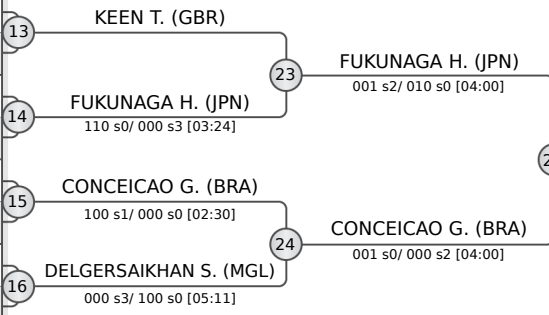 KEEN T. (GBR)
13
FUKUNAGA H. (JPN)
23
001 s2/ 010 s0 [04:00]
FUKUNAGA H. (JPN)
14
110 s0/ 000 s3 [03:24]
CONCEICAO G. (BRA)
15
100 s1/ 000 s0 [02:30]
CONCEICAO G. (BRA)
24
001 s0/ 000 s2 [04:00]
DELGERSAIKHAN S. (MGL)
16
000 s3/ 100 s0 [05:11]